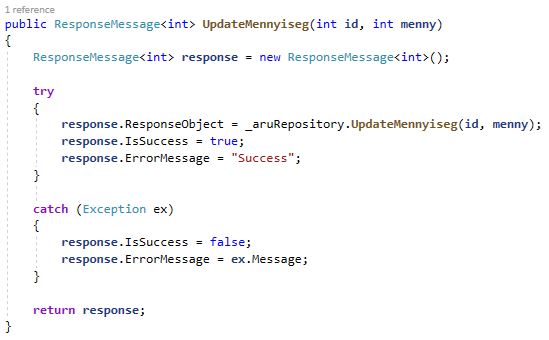 1 reference
public ResponseMessage<int> UpdateMennyiseg(int id, int menny)
{
ResponseMessage<int> response = new ResponseMessage<int>();
try
{
response.ResponseObject = _aruRepository.UpdateMennyiseg(id, menny);
response.IsSuccess = true;
response.ErrorMessage = "Success";
}
catch (Exception ex)
{
response.IsSuccess = false;
response.ErrorMessage = ex.Message;
}
return response;
}